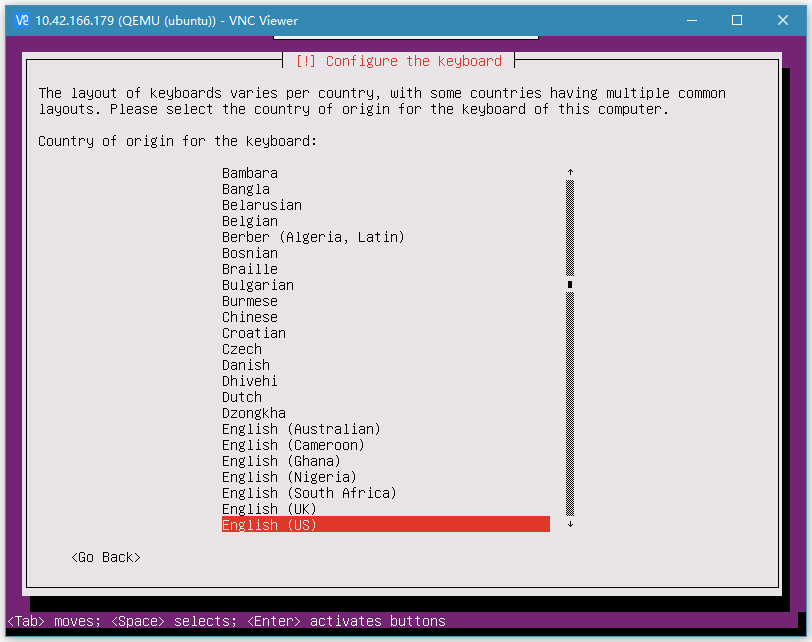 10.42.166.179 (QEMU (ubuntu)) - VNC Viewer
[!] Configure the keyboard
The layout of keyboards varies per country, with some countries having multiple common
layouts. Please select the country of origin for the keyboard of this computer.
Country of origin for the keyboard:
Bambara
Bangla
Belarusian
Belgian
Berber (Algeria, Latin)
Bosnian
Braille
Bulgarian
Burmese
Chinese
Croatian
Czech
Danish
Dhivehi
Dutch
Dzongkha
English (Australian)
English (Cameroon)
English (Ghana)
English (Nigeria)
English (South Africa)
English (UK)
English (US)
<Go Back>
<Tab> moves; <Space> selects; <Enter> activates buttons